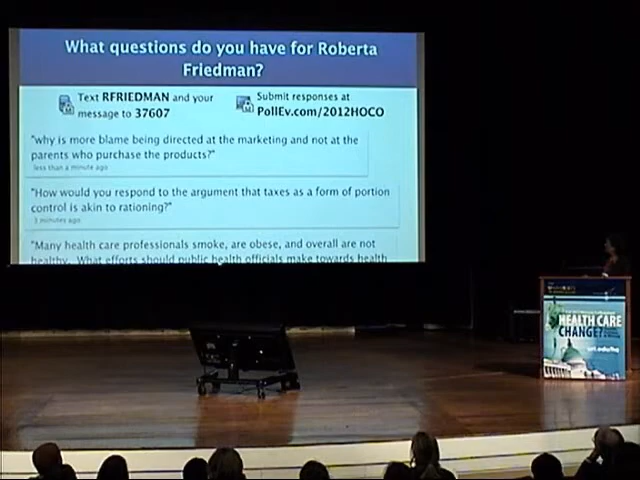 What questions do you have for Roberta
Friedman?
Text RFRIEDMAN and your
message to 37607
Submit responses at
PollEv.com/2012HOCO
"why is more blame being directed at the marketing and not at the
parents who purchase the products?"
less than a minute ago
"How would you respond to the argument that taxes as a form of portion
control is akin to rationing?"
3 minutes ago
"Many health care professionals smoke, are obese, and overall are not
healthy. What efforts should public health officials make towards health
HEALTH CARE
CHANGE?